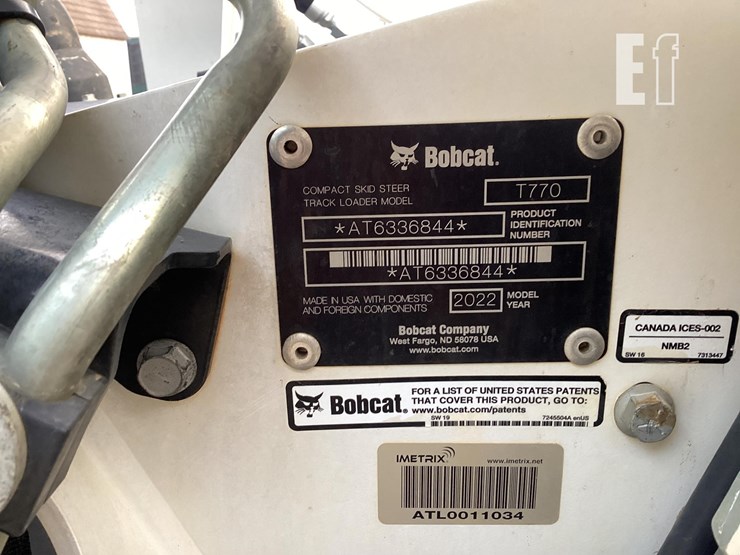 Ef
Bobcat.
COMPACT SKID STEER
TRACK LOADER MODEL
T770
*AT6336844*
PRODUCT
IDENTIFICATION
NUMBER
*AT6336844*
MADE IN USA WITH DOMESTIC
AND FOREIGN COMPONENTS
2022
MODEL
YEAR
Bobcat Company
West Fargo, ND 58078 USA
www.bobcat.com
CANADA ICES-002
NMB2
SW 16 7313447
Bobcat.
FOR A LIST OF UNITED STATES PATENTS
THAT COVER THIS PRODUCT, GO TO:
www.bobcat.com/patents
SW 19 7245504A enUS
IMETRIX www.imetrix.net
ATL0011034